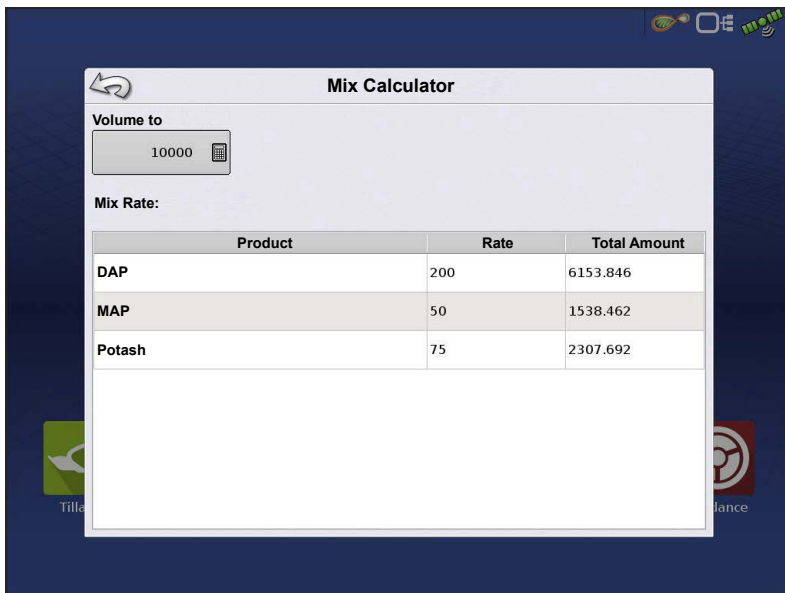 Mix Calculator
Volume to
10000
Mix Rate:
Product Rate Total Amount
DAP 200 6153.846
MAP 50 1538.462
Potash 75 2307.692
Tilla
dance